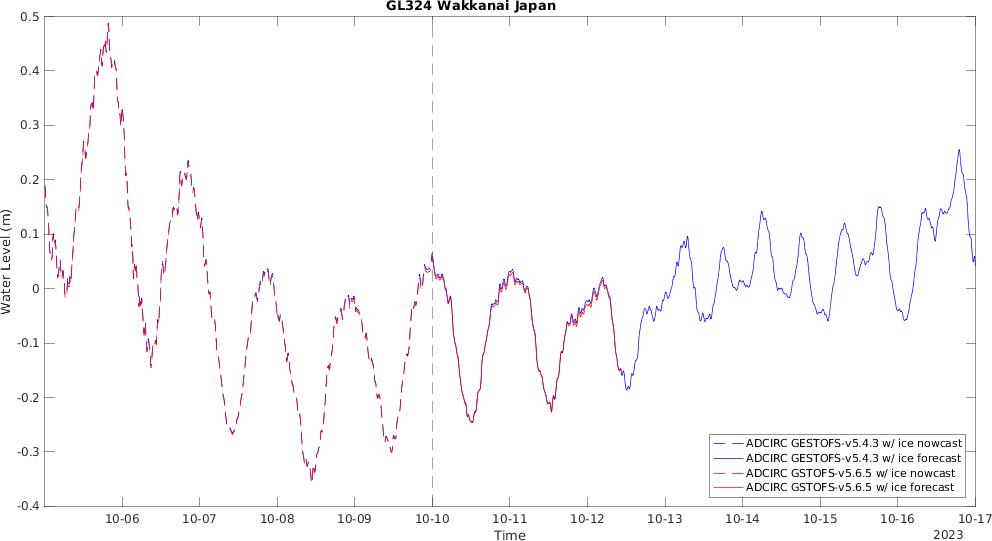 GL324 Wakkanai Japan
0.5
0.4
0.3
0.2
0.1
0
-0.1
-0.2
-0.3
-0.4
Water Level (m)
10-06 10-07 10-08 10-09 10-10 10-11 10-12 10-13 10-14 10-15 10-16 10-17
Time
2023
ADCIRC GESTOFS-v5.4.3 w/ ice nowcast
ADCIRC GESTOFS-v5.4.3 w/ ice forecast
ADCIRC GSTOFS-v5.6.5 w/ ice nowcast
ADCIRC GSTOFS-v5.6.5 w/ ice forecast